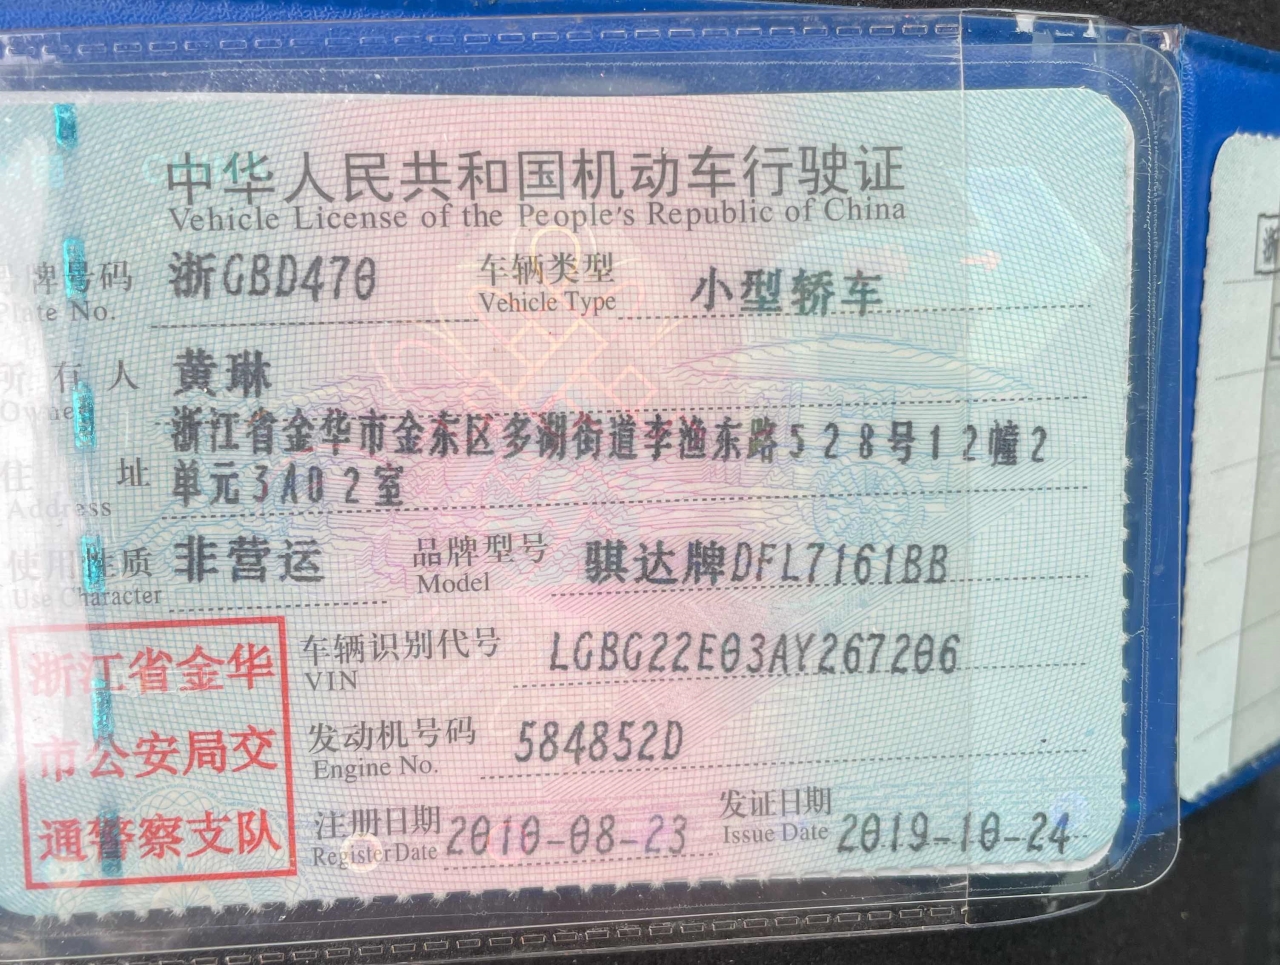 中华人民共和国机动车行驶证
Vehicle License of the People's Republic of China
号牌号码 浙GBD470 车辆类型 小型轿车
Plate No. Vehicle Type
所有人 黄琳
Owner
浙江省金华市金东区多湖街道李渔东路528号12幢2
住址 单元3A02室
Address
使用性质 非营运 品牌型号 骐达牌DFL7161BB
Use Character Model
浙江省金华 车辆识别代号 LGBG22E03AY267206
VIN
市公安局交 发动机号码 584852D
Engine No.
通警察支队 注册日期 2010-08-23 发证日期 2019-10-24
Register Date Issue Date